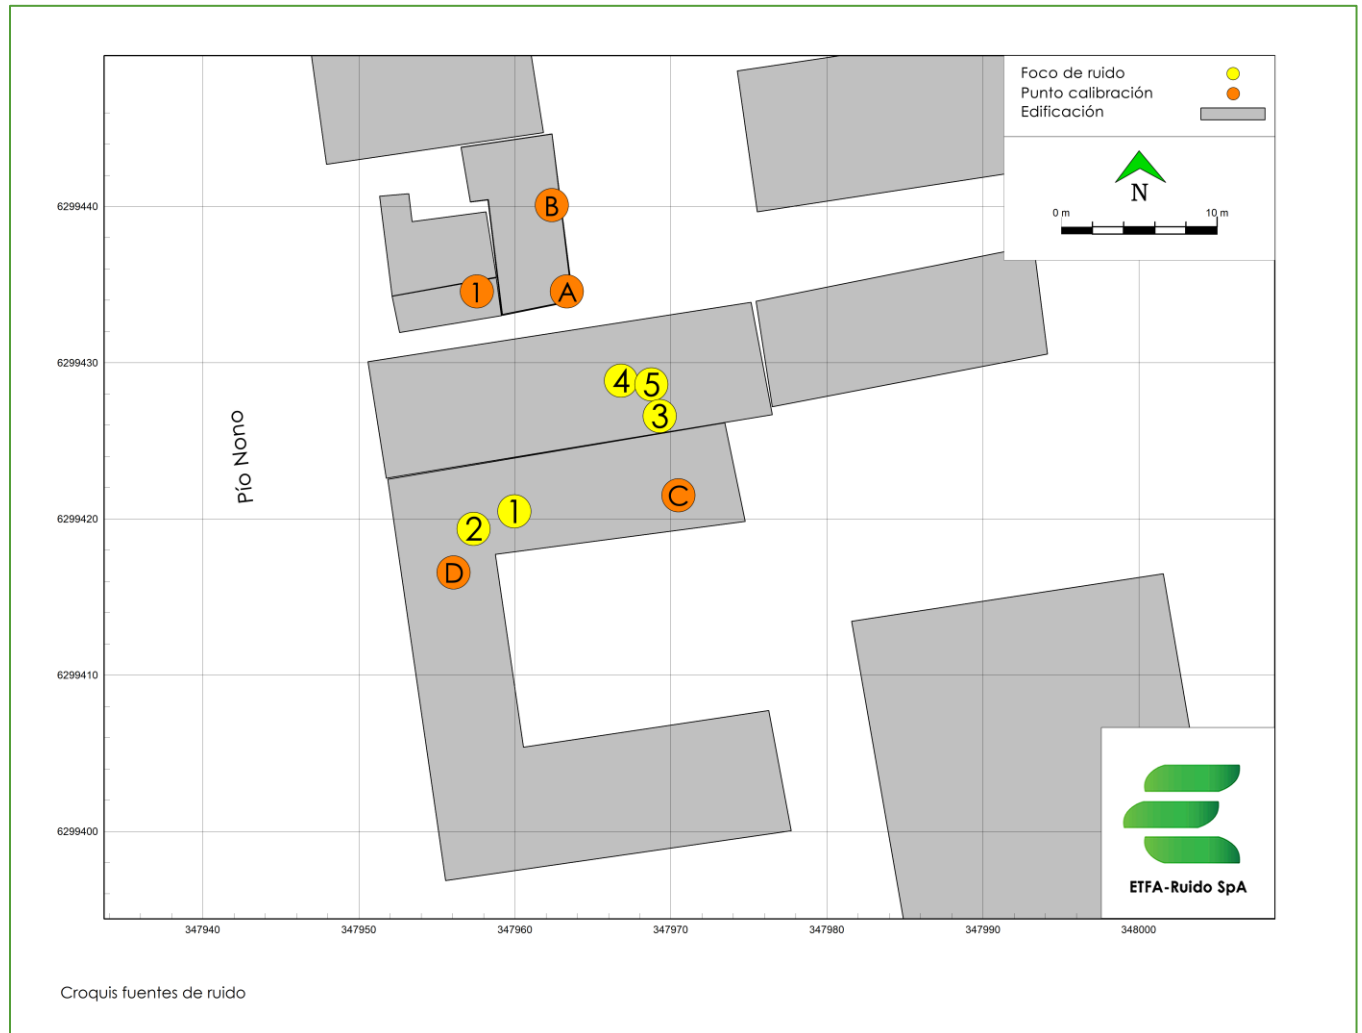 Foco de ruido
Punto calibración
Edificación
N
0 m 10 m
B
1
A
4
5
3
C
1
2
D
Pío Nono
6299440
6299430
6299420
6299410
6299400
347940 347950 347960 347970 347980 347990 348000
ETFA-Ruido SpA
Croquis fuentes de ruido